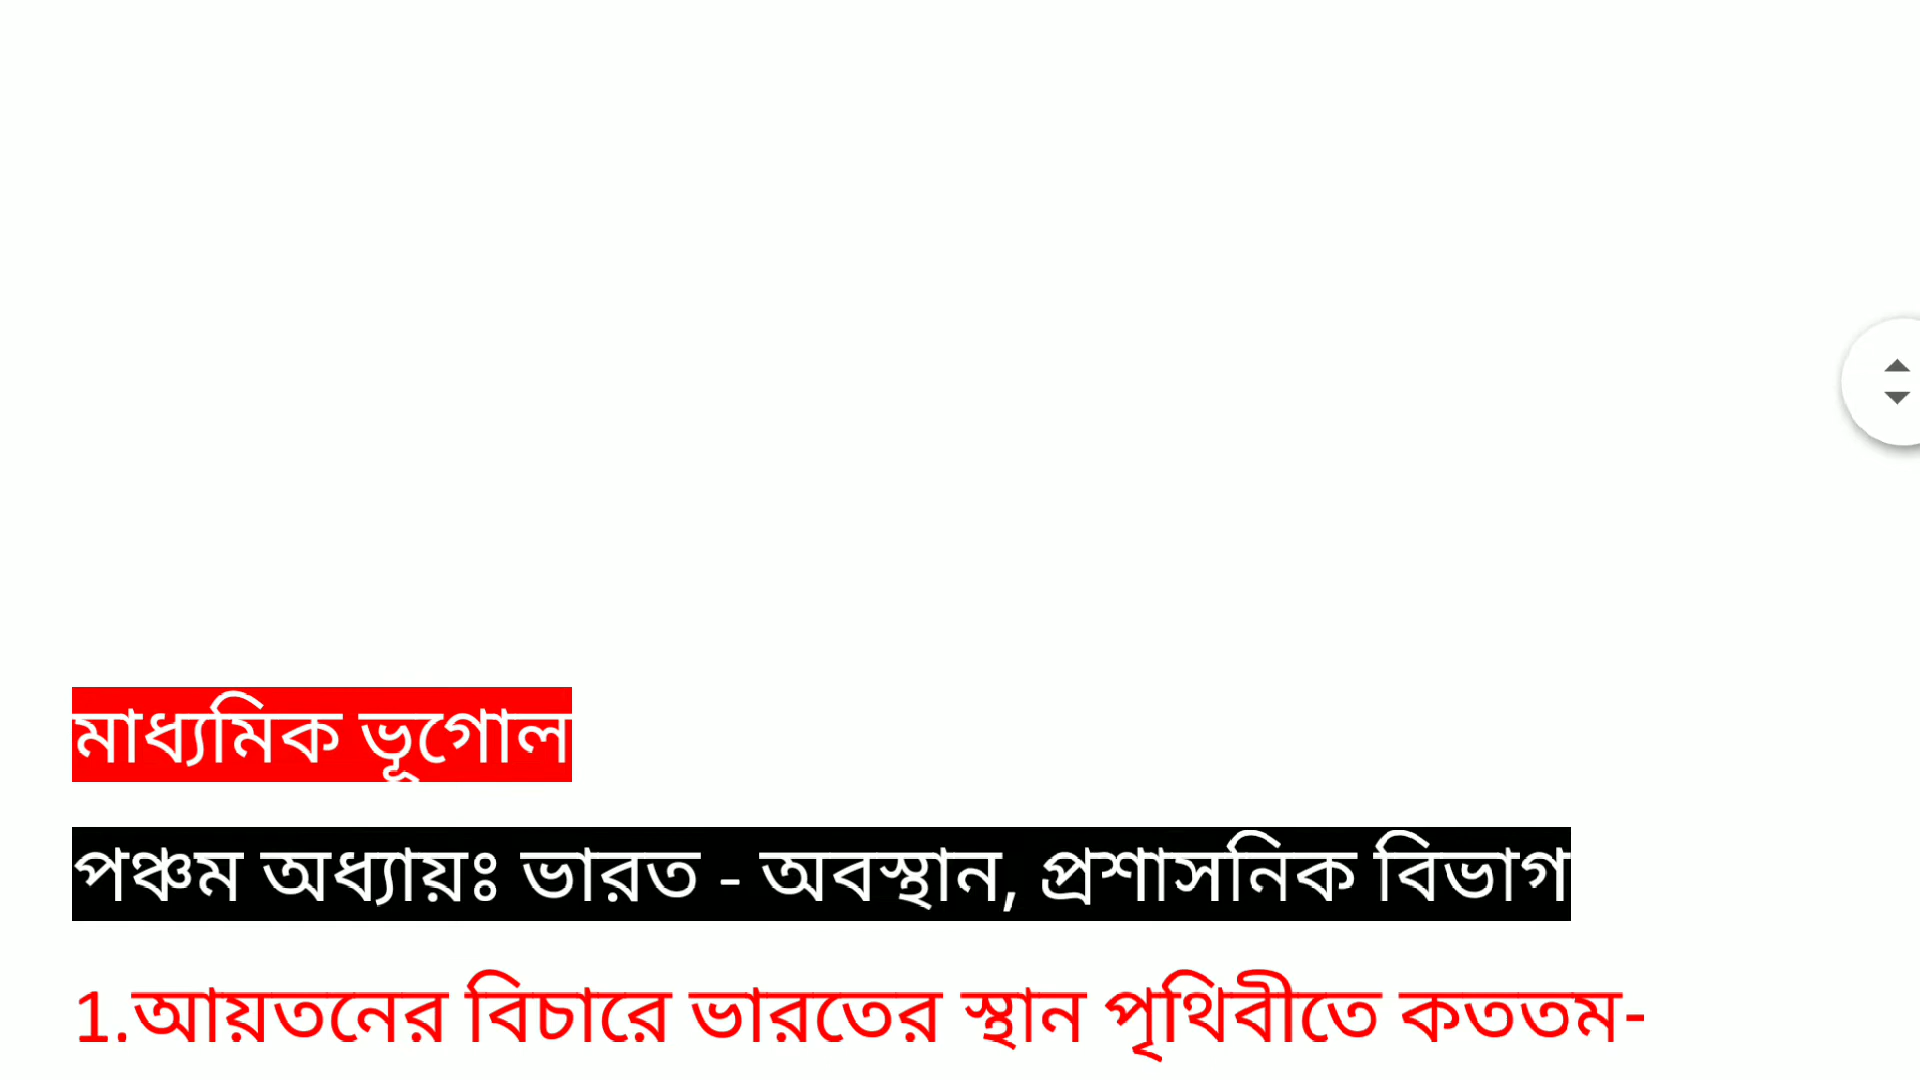 মাধ্যমিক ভূগোল
পঞ্চম অধ্যায়ঃ ভারত - অবস্থান, প্রশাসনিক বিভাগ
1.আয়তনের বিচারে ভারতের স্থান পৃথিবীতে কততম-